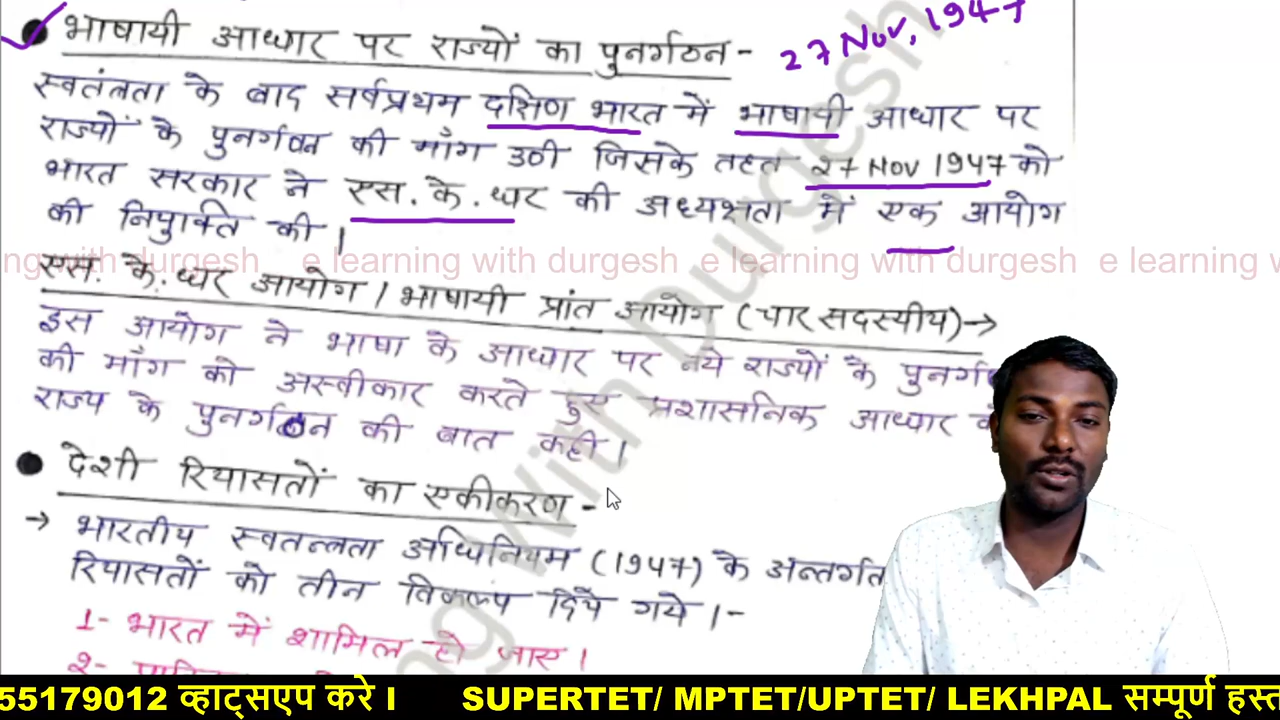 भाषायी आधार पर राज्यों का पुनर्गठन -
27 Nov, 1947
स्वतंत्रता के बाद सर्वप्रथम दक्षिण भारत में भाषायी आधार पर
राज्यों के पुनर्गठन की माँग उठी जिसके तहत 27 Nov 1947 को
भारत सरकार ने एस. के. धर की अध्यक्षता में एक आयोग
की नियुक्ति की।
ng with durgesh e learning with durgesh e learning w
एस. के. धर आयोग / भाषायी प्रांत आयोग (चार सदस्यीय) →
इस आयोग ने भाषा के आधार पर नये राज्यों के
की माँग को अस्वीकार करते हुए प्रशासनिक आधार
राज्य के पुनर्गठन की बात कही।
देशी रियासतों का एकीकरण -
→ भारतीय स्वतन्त्रता अधिनियम (1947) के अन्तर्गत
रियासतों को तीन विकल्प दिये गये।-
1- भारत में शामिल हो जाए।
2-
with Durgesh
55179012 व्हाट्सएप करे I SUPERTET/ MPTET/UPTET/ LEKHPAL सम्पूर्ण हस्त